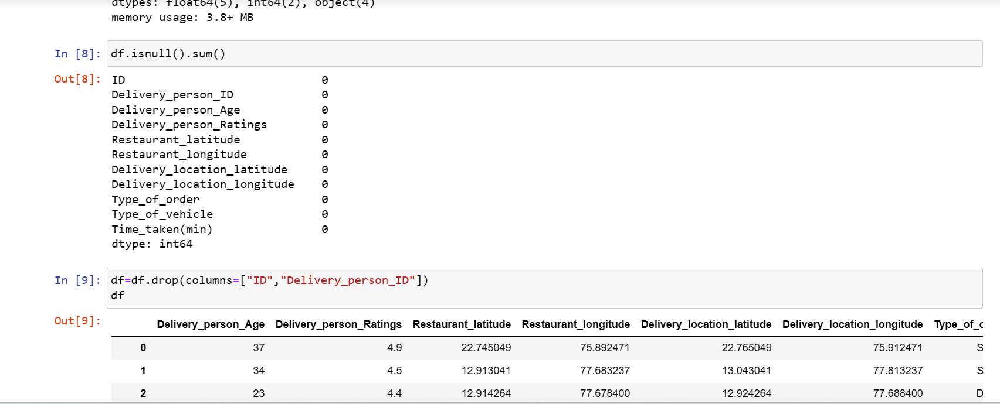 dtypes: float64(5), int64(2), object(4)
memory usage: 3.8+ MB
In [8]: df.isnull().sum()
Out[8]: ID 0
Delivery_person_ID 0
Delivery_person_Age 0
Delivery_person_Ratings 0
Restaurant_latitude 0
Restaurant_longitude 0
Delivery_location_latitude 0
Delivery_location_longitude 0
Type_of_order 0
Type_of_vehicle 0
Time_taken(min) 0
dtype: int64
In [9]: df=df.drop(columns=["ID","Delivery_person_ID"])
df
Out[9]:
Delivery_person_Age Delivery_person_Ratings Restaurant_latitude Restaurant_longitude Delivery_location_latitude Delivery_location_longitude Type_of_
0 37 4.9 22.745049 75.892471 22.765049 75.912471 S
1 34 4.5 12.913041 77.683237 13.043041 77.813237 S
2 23 4.4 12.914264 77.678400 12.924264 77.688400 D